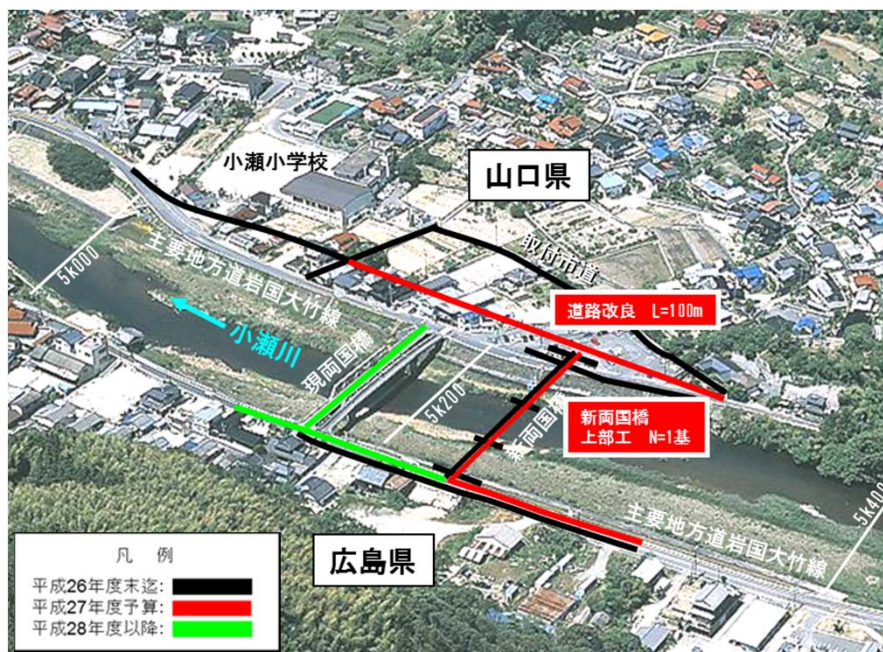 小瀬小学校
山口県
取付市道
5k000
主要地方道岩国大竹線
道路改良 L=100m
小瀬川
現両国橋
5k200
新両国橋
新両国橋
上部工 N=1基
5k400
主要地方道岩国大竹線
広島県
凡 例
平成26年度末迄:
平成27年度予算:
平成28年度以降: